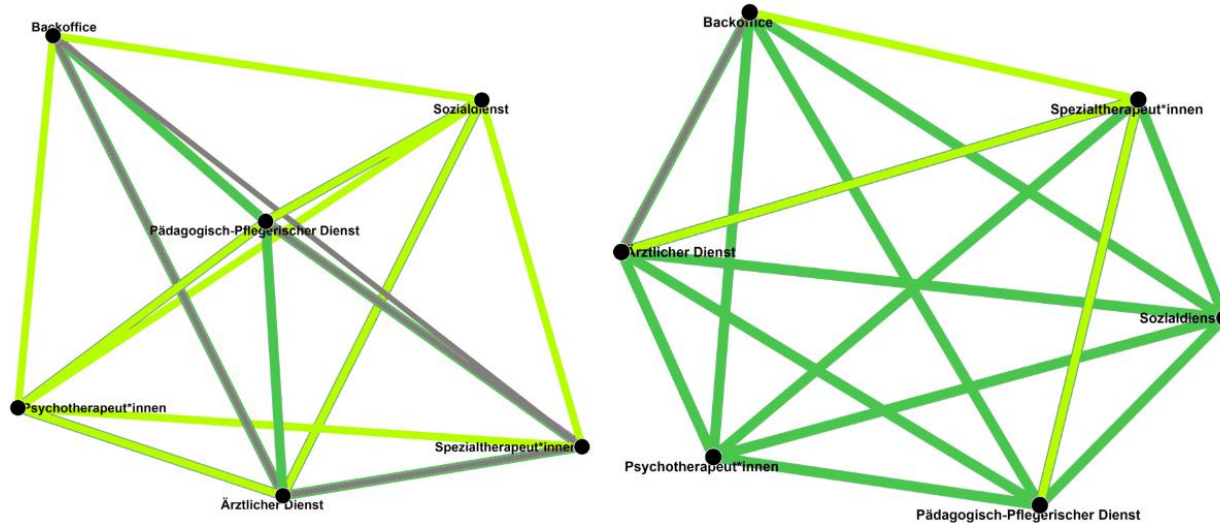 Backoffice
Sozialdienst
Pädagogisch-Pflegerischer Dienst
Psychotherapeut*innen
Spezialtherapeut*innen
Ärztlicher Dienst
Backoffice
Spezialtherapeut*innen
Ärztlicher Dienst
Sozialdienst
Psychotherapeut*innen
Pädagogisch-Pflegerischer Dienst